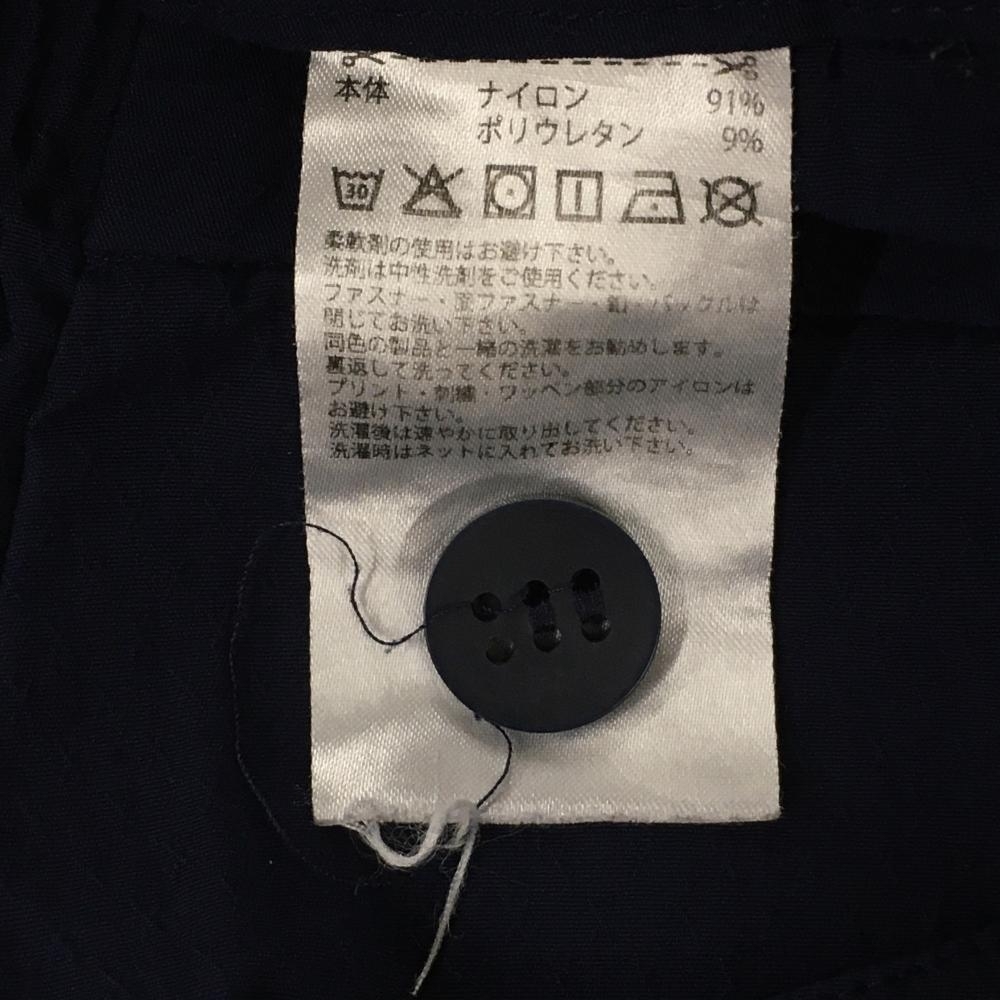 本体 ナイロン 91%
ポリウレタン 9%
30
柔軟剤の使用はお避け下さい。
洗剤は中性洗剤をご使用ください。
ファスナー・面ファスナー・釦・バックルは
閉じてお洗い下さい。
同色の製品と一緒の洗濯をお勧めします。
裏返して洗ってください。
プリント・刺繍・ワッペン部分のアイロンは
お避け下さい。
洗濯後は速やかに取り出してください。
洗濯時はネットに入れてお洗い下さい。